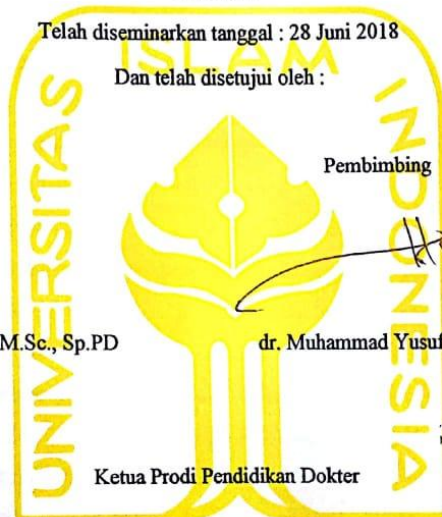 Telah diseminarkan tanggal : 28 Juni 2018
ISLAM
Dan telah disetujui oleh :
UNIVERSITAS
INDONESIA
Pembimbing
M.Sc., Sp.PD
dr. Muhammad Yusuf
Ketua Prodi Pendidikan Dokter